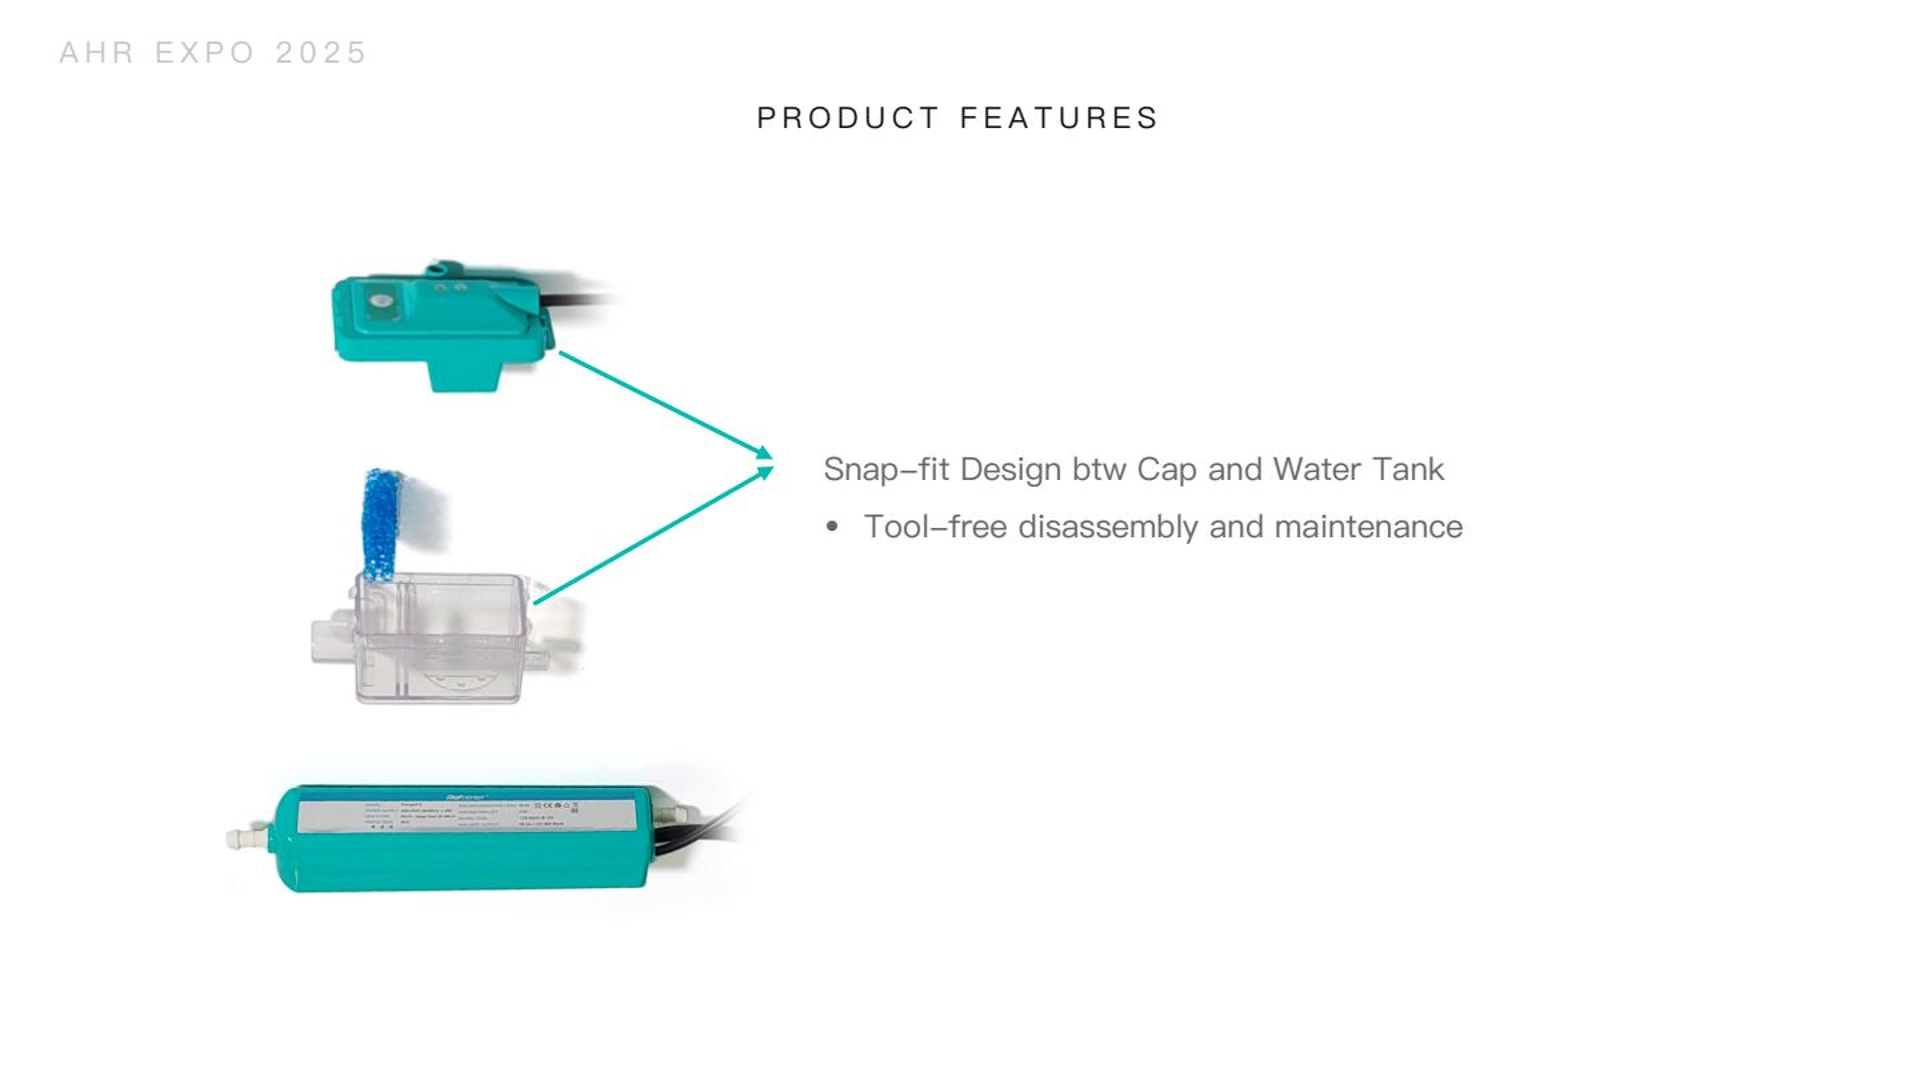 AHR EXPO 2025
PRODUCT FEATURES
Snap-fit Design btw Cap and Water Tank
• Tool-free disassembly and maintenance